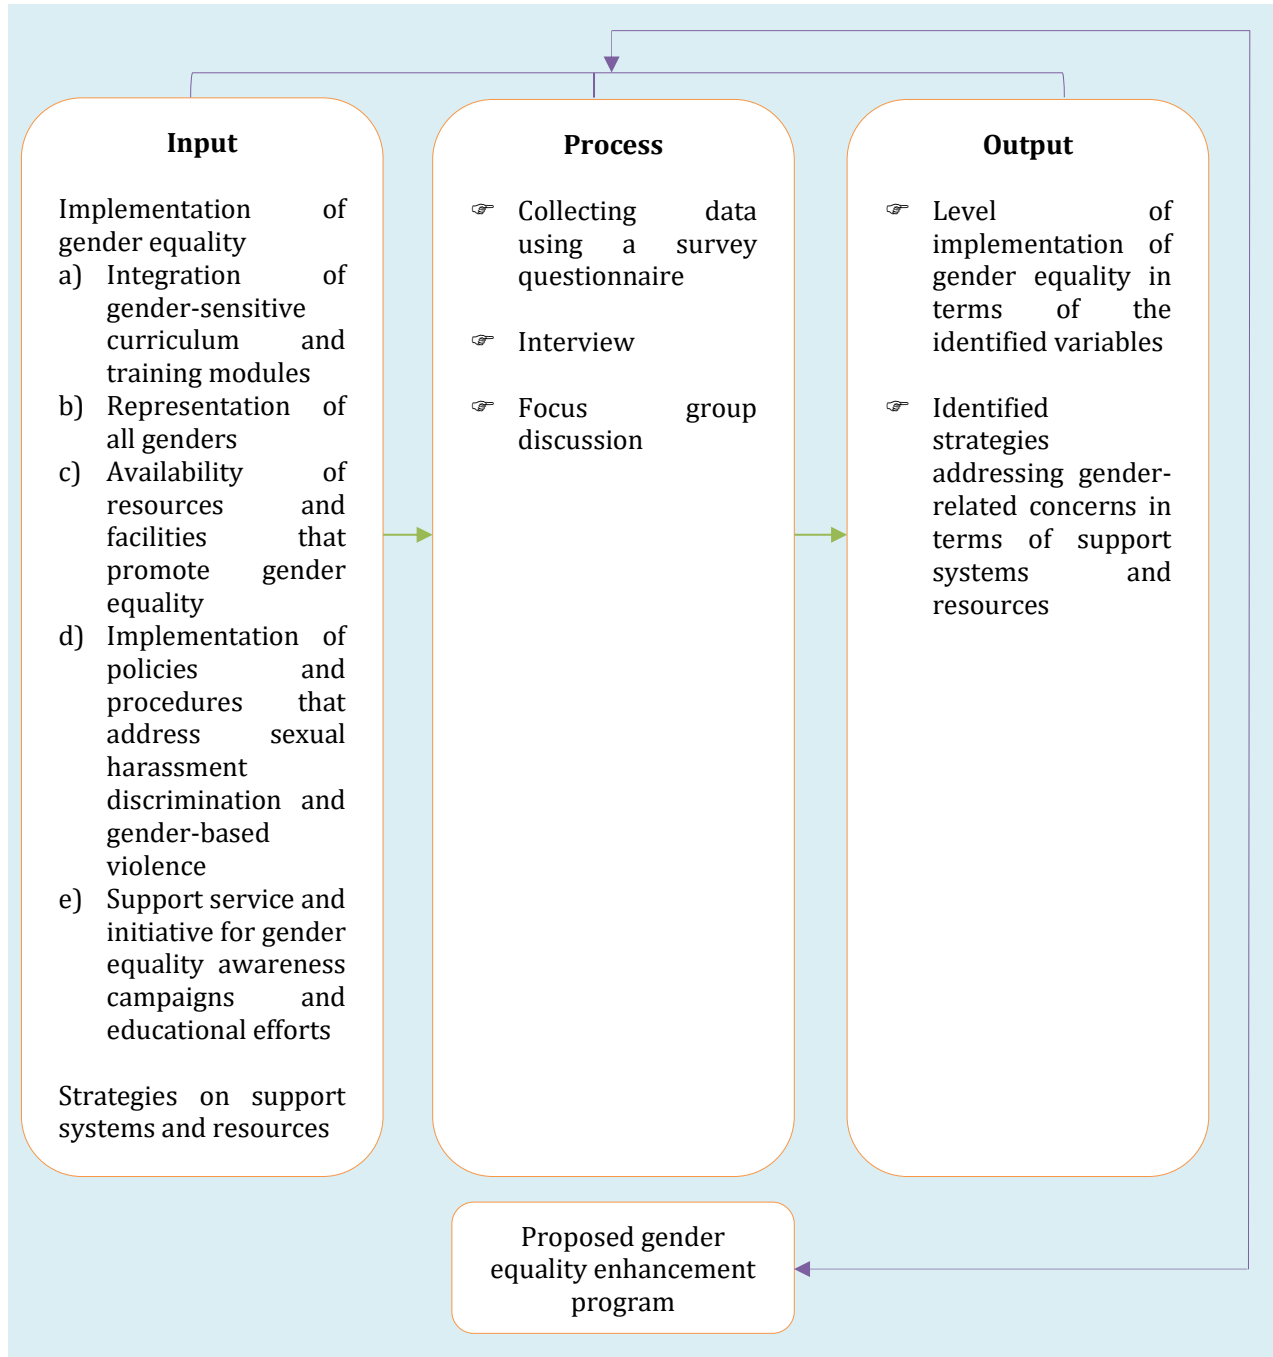 Input
Implementation of
gender equality
a) Integration of
gender-sensitive
curriculum and
training modules
b) Representation of
all genders
c) Availability of
resources and
facilities that
promote gender
equality
d) Implementation of
policies and
procedures that
address sexual
harassment
discrimination and
gender-based
violence
e) Support service and
initiative for gender
equality awareness
campaigns and
educational efforts
Strategies on support
systems and resources
Process
☞ Collecting data
using a survey
questionnaire
☞ Interview
☞ Focus group
discussion
Output
☞ Level of
implementation of
gender equality in
terms of the
identified variables
☞ Identified
strategies
addressing gender-
related concerns in
terms of support
systems and
resources
Proposed gender
equality enhancement
program